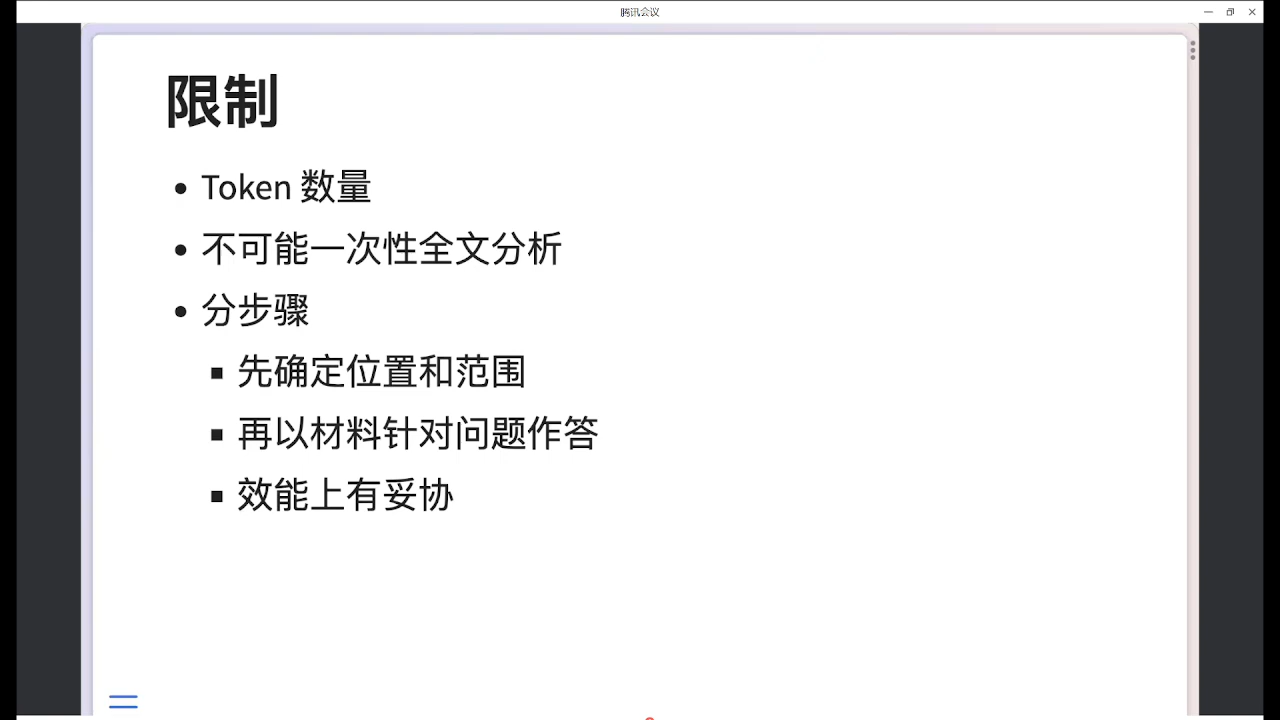 腾讯会议
限制
Token 数量
不可能一次性全文分析
分步骤
先确定位置和范围
再以材料针对问题作答
效能上有妥协